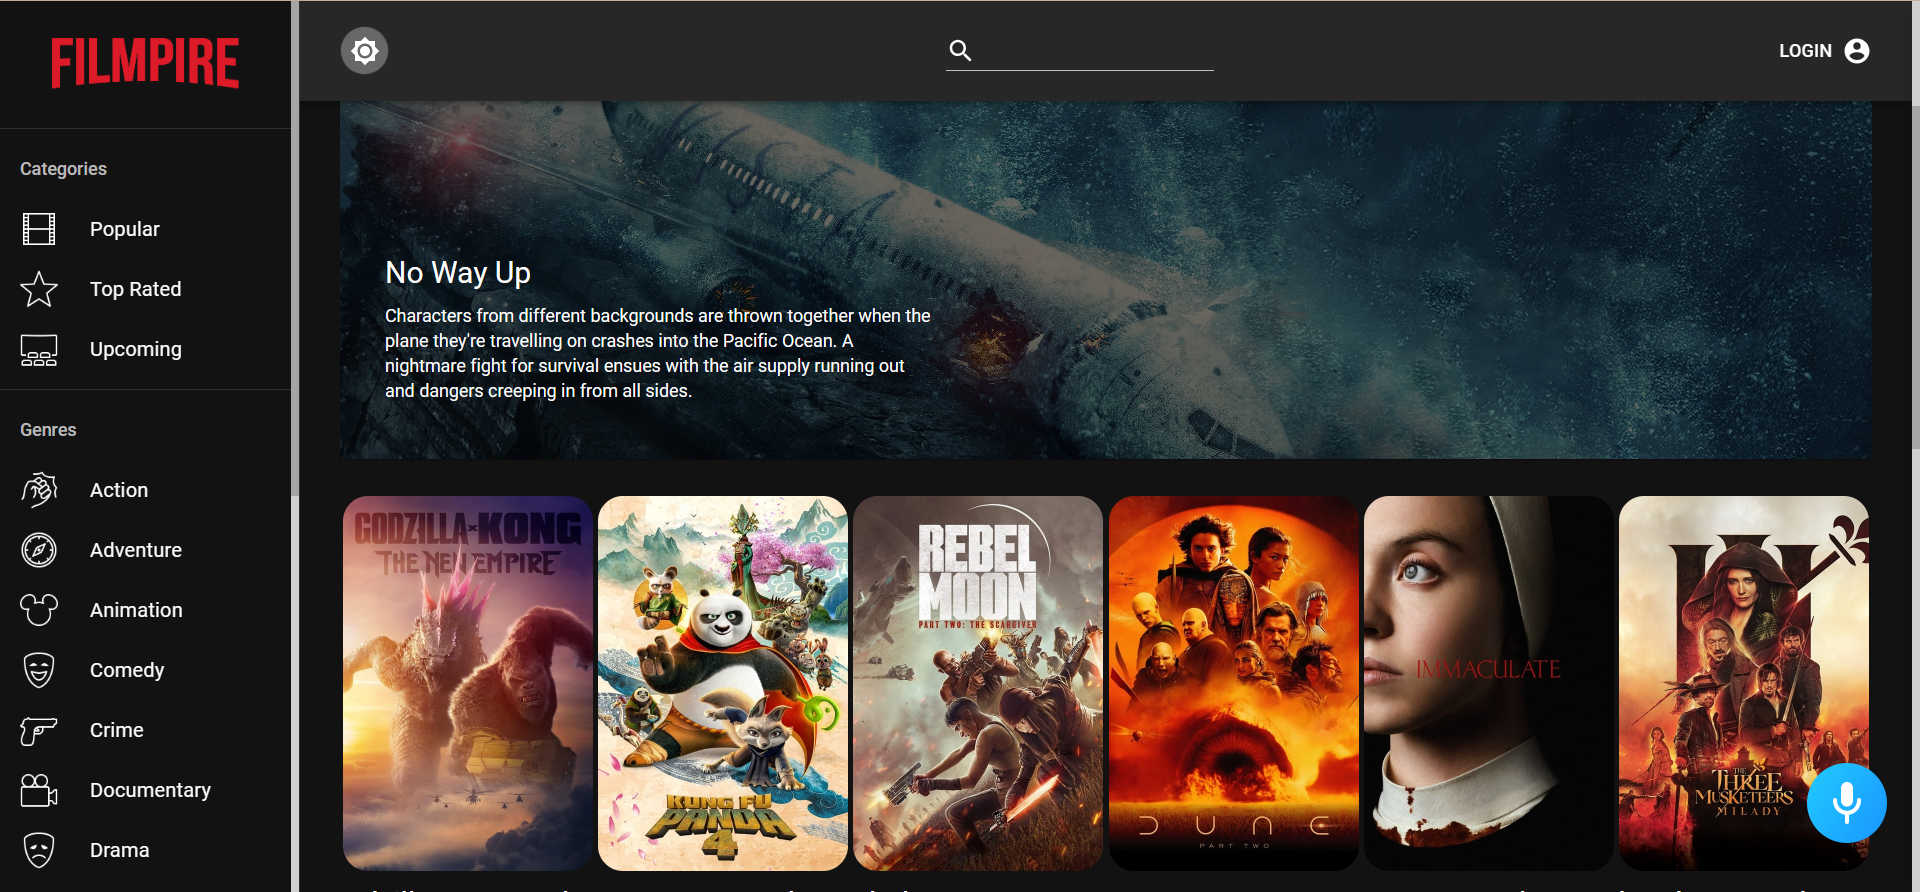 FILMPIRE
LOGIN
Categories
Popular
Top Rated
Upcoming
Genres
Action
Adventure
Animation
Comedy
Crime
Documentary
Drama
No Way Up
Characters from different backgrounds are thrown together when the
plane they're travelling on crashes into the Pacific Ocean. A
nightmare fight for survival ensues with the air supply running out
and dangers creeping in from all sides.
GODZILLA x KONG
THE NEW EMPIRE
KUNG FU
PANDA
4
REBEL
MOON
PART TWO: THE SCARGIVER
DUNE
PART TWO
IMMACULATE
THE
THREE
MUSKETEERS
MILADY